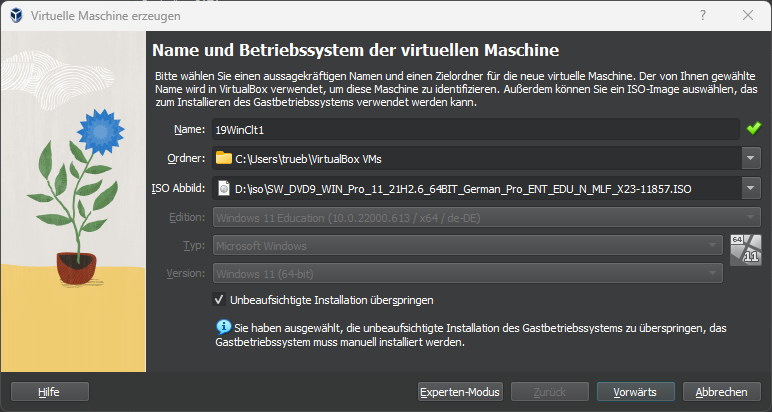 Virtuelle Maschine erzeugen
?
Name und Betriebssystem der virtuellen Maschine
Bitte wählen Sie einen aussagekräftigen Namen und einen Zielordner für die neue virtuelle Maschine. Der von Ihnen gewählte
Name wird in VirtualBox verwendet, um diese Maschine zu identifizieren. Außerdem können Sie ein ISO-Image auswählen, das
zum Installieren des Gastbetriebssystems verwendet werden kann.
Name: 19WinClt1
Ordner: C:\Users\trueb\VirtualBox VMs
ISO Abbild: D:\iso\SW_DVD9_WIN_Pro_11_21H2.6_64BIT_German_Pro_ENT_EDU_N_MLF_X23-11857.ISO
Edition: Windows 11 Education (10.0.22000.613 / x64 / de-DE)
Typ: Microsoft Windows
64
11
Version: Windows 11 (64-bit)
Unbeaufsichtigte Installation überspringen
Sie haben ausgewählt, die unbeaufsichtigte Installation des Gastbetriebssystems zu überspringen, das
Gastbetriebssystem muss manuell installiert werden.
Hilfe Experten-Modus Zurück Vorwärts Abbrechen